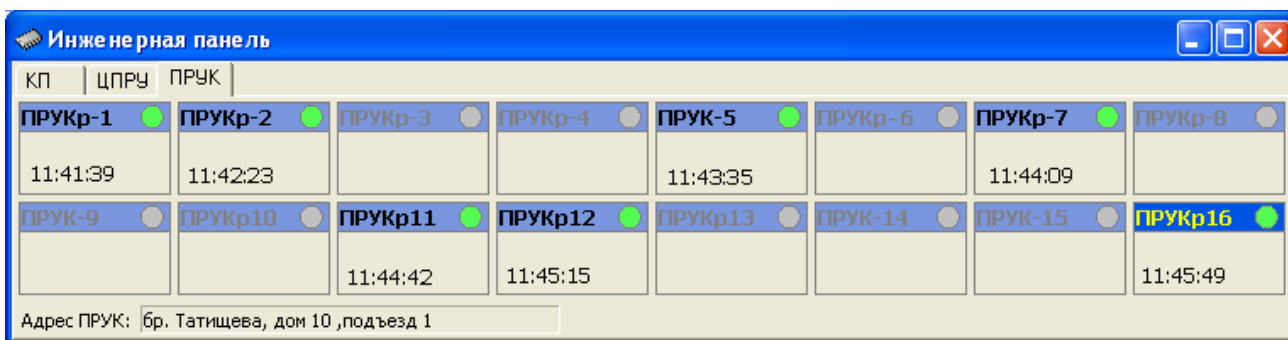 Инженерная панель
КП ЦПРУ ПРУК
ПРУКр-1 ПРУКр-2 ПРУКр-3 ПРУКр-4 ПРУК-5 ПРУКр-6 ПРУКр-7 ПРУКр-8
11:41:39 11:42:23 11:43:35 11:44:09
ПРУК-9 ПРУКр10 ПРУКр11 ПРУКр12 ПРУКр13 ПРУК-14 ПРУК-15 ПРУКр16
11:44:42 11:45:15 11:45:49
Адрес ПРУК: бр. Татищева, дом 10 ,подъезд 1